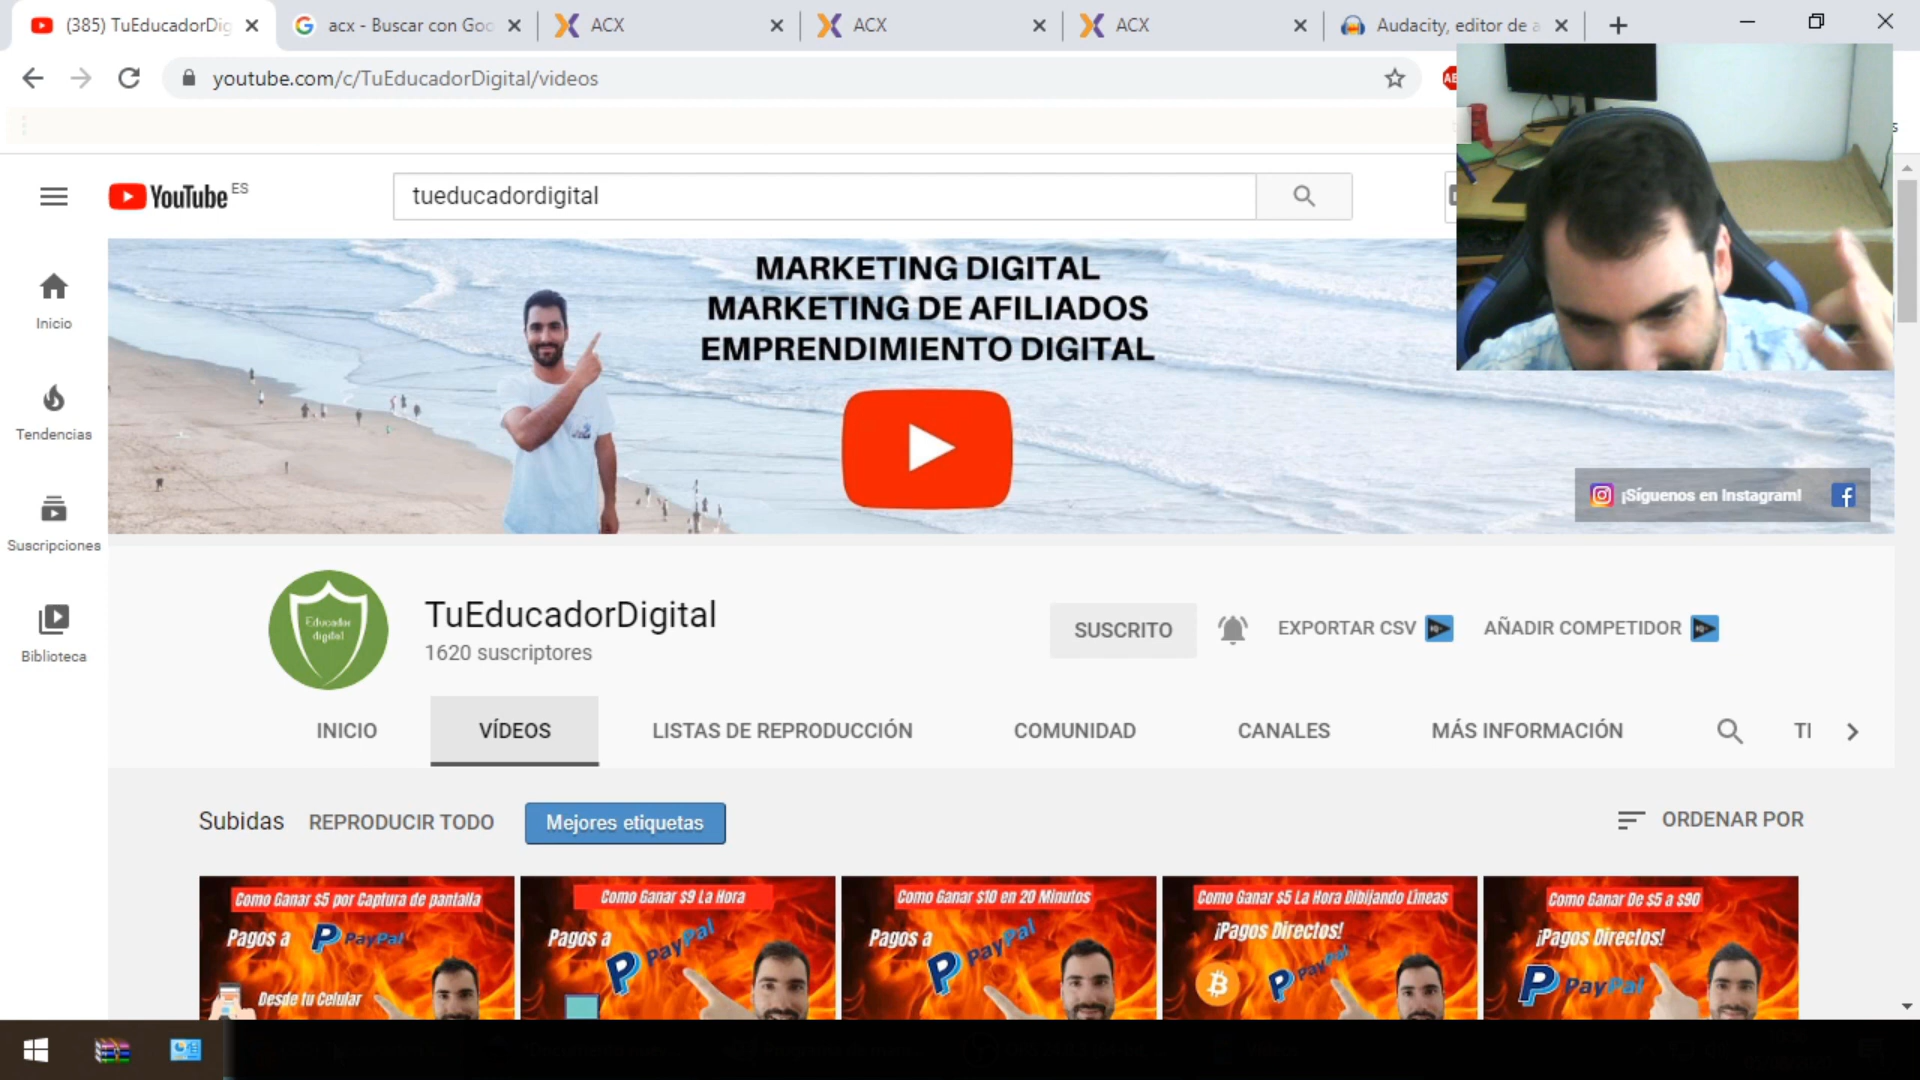 (385) TuEducadorDig
acx - Buscar con Goo
ACX
ACX
ACX
Audacity, editor de a
youtube.com/c/TuEducadorDigital/videos
YouTube ES
tueducadordigital
MARKETING DIGITAL
MARKETING DE AFILIADOS
EMPRENDIMIENTO DIGITAL
¡Síguenos en Instagram!
Inicio
Tendencias
Suscripciones
Biblioteca
Educador
digital
TuEducadorDigital
1620 suscriptores
SUSCRITO
EXPORTAR CSV
AÑADIR COMPETIDOR
INICIO
VÍDEOS
LISTAS DE REPRODUCCIÓN
COMUNIDAD
CANALES
MÁS INFORMACIÓN
TI
Subidas
REPRODUCIR TODO
Mejores etiquetas
ORDENAR POR
Como Ganar $5 por Captura de pantalla
Pagos a
PayPal
Desde tu Celular
Como Ganar $9 La Hora
Pagos a
PayPal
Como Ganar $10 en 20 Minutos
Pagos a
PayPal
Como Ganar $5 La Hora Dibijando Lineas
¡Pagos Directos!
PayPal
Como Ganar De $5 a $90
¡Pagos Directos!
PayPal